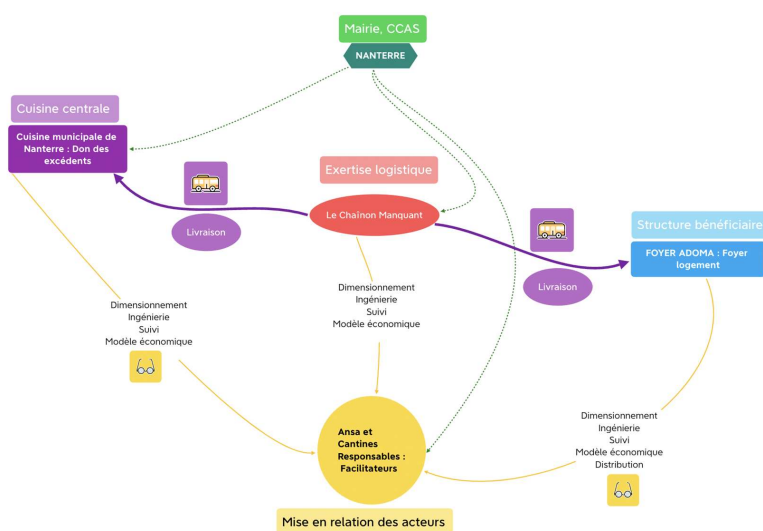 Mairie, CCAS
NANTERRE
Cuisine centrale
Cuisine municipale de
Nanterre : Don des
excédents
Exertise logistique
Le Chaînon Manquant
Livraison
Structure bénéficiaire
FOYER ADOMA : Foyer
logement
Livraison
Dimensionnement
Ingénierie
Suivi
Modèle économique
Dimensionnement
Ingénierie
Suivi
Modèle économique
Dimensionnement
Ingénierie
Suivi
Modèle économique
Distribution
Ansa et
Cantines
Responsables :
Facilitateurs
Mise en relation des acteurs